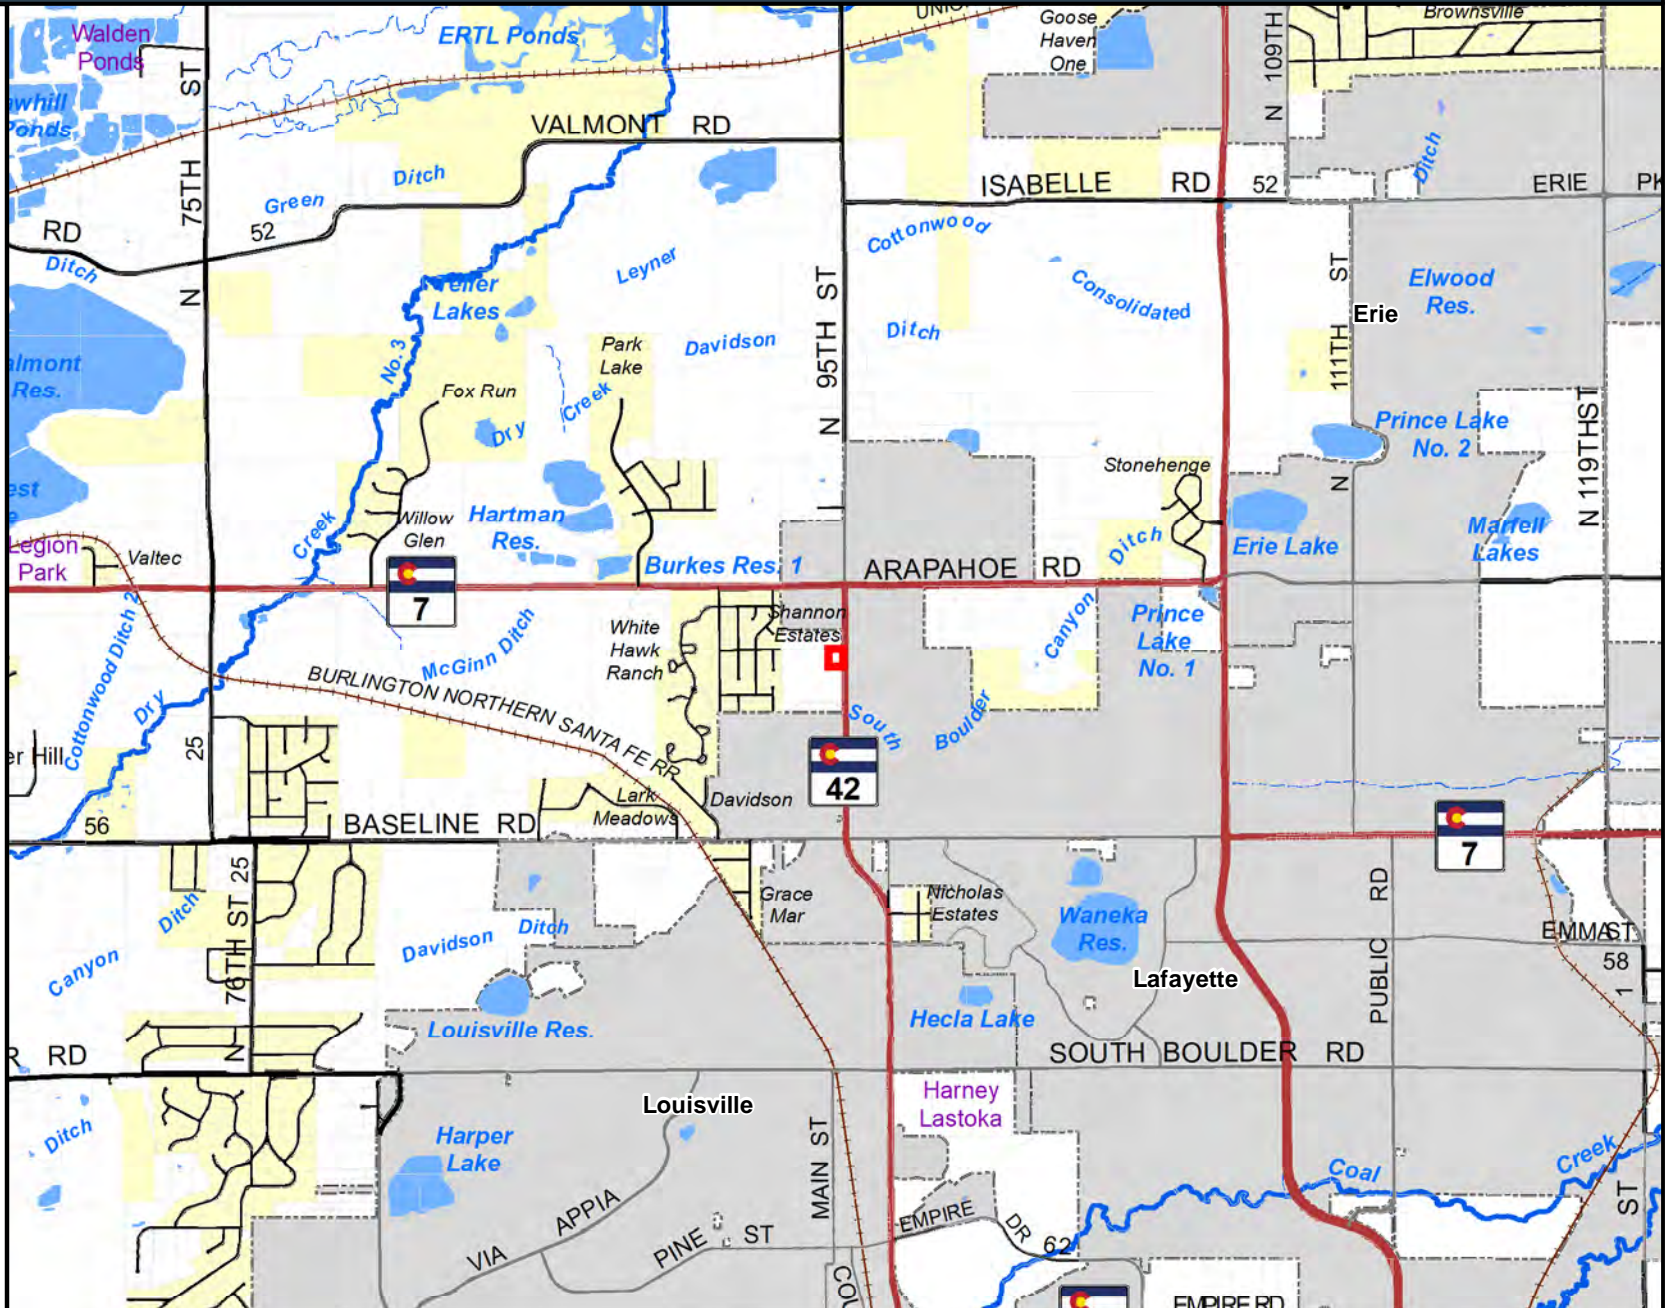 Walden
Ponds
ERTL Ponds
Goose
Haven
One
Brownsville
N 109TH
Ponds
VALMONT RD
N 75TH ST
Ditch
Green
52
RD
Ditch
ISABELLE RD
52
Ditch
ERIE
Cottonwood
Ditch
Consolidated
Leyner
Davidson
N 95TH ST
Lakes
No. 3
Park
Lake
Fox Run
Dry
Creek
N 111TH ST
Elwood
Res.
Erie
Prince Lake
No. 2
N 119TH ST
Res.
Stonehenge
Willow
Glen
Hartman
Res.
Creek
Burkes Res. 1
ARAPAHOE RD
Ditch
Erie Lake
Marfell
Lakes
Legion
Park
Valtec
7
Cottonwood Ditch 2
McGinn Ditch
White
Hawk
Ranch
Shannon
Estates
Canyon
Prince
Lake
No. 1
BURLINGTON NORTHERN SANTA FE RR
Dry
South
Boulder
25
42
Lark
Meadows
Davidson
56
BASELINE RD
7
N 76TH ST 25
Ditch
Canyon
Davidson
Ditch
Grace
Mar
Nicholas
Estates
Waneka
Res.
PUBLIC RD
EMMA ST
58
1
Lafayette
Louisville Res.
Hecla Lake
RD
SOUTH BOULDER RD
Louisville
Harney
Lastoka
Ditch
Harper
Lake
MAIN ST
Coal
Creek
ST
VIA APPIA
PINE ST
EMPIRE DR
62
EMPIRE RD